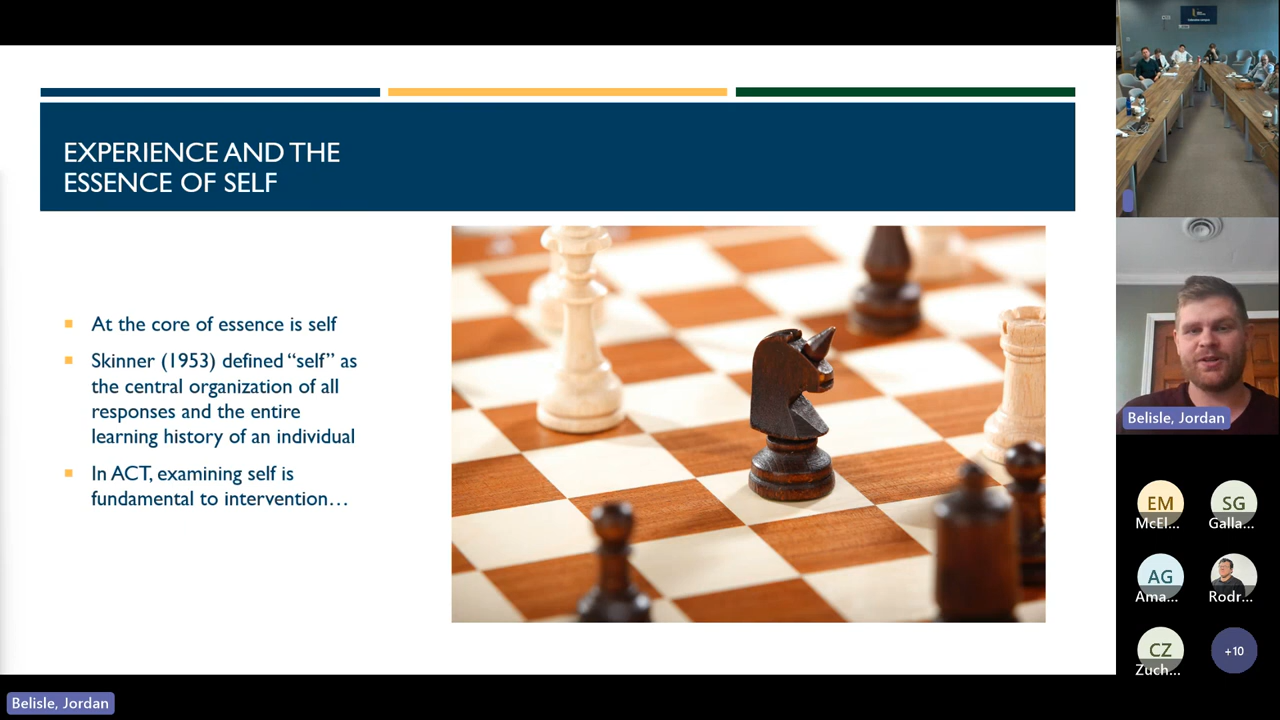 EXPERIENCE AND THE
ESSENCE OF SELF
At the core of essence is self
Skinner (1953) defined “self” as
the central organization of all
responses and the entire
learning history of an individual
In ACT, examining self is
fundamental to intervention…
Belisle, Jordan
EM
McEl...
SG
Galla...
AG
Ama...
Rodr...
CZ
Zuch...
+10
Belisle, Jordan